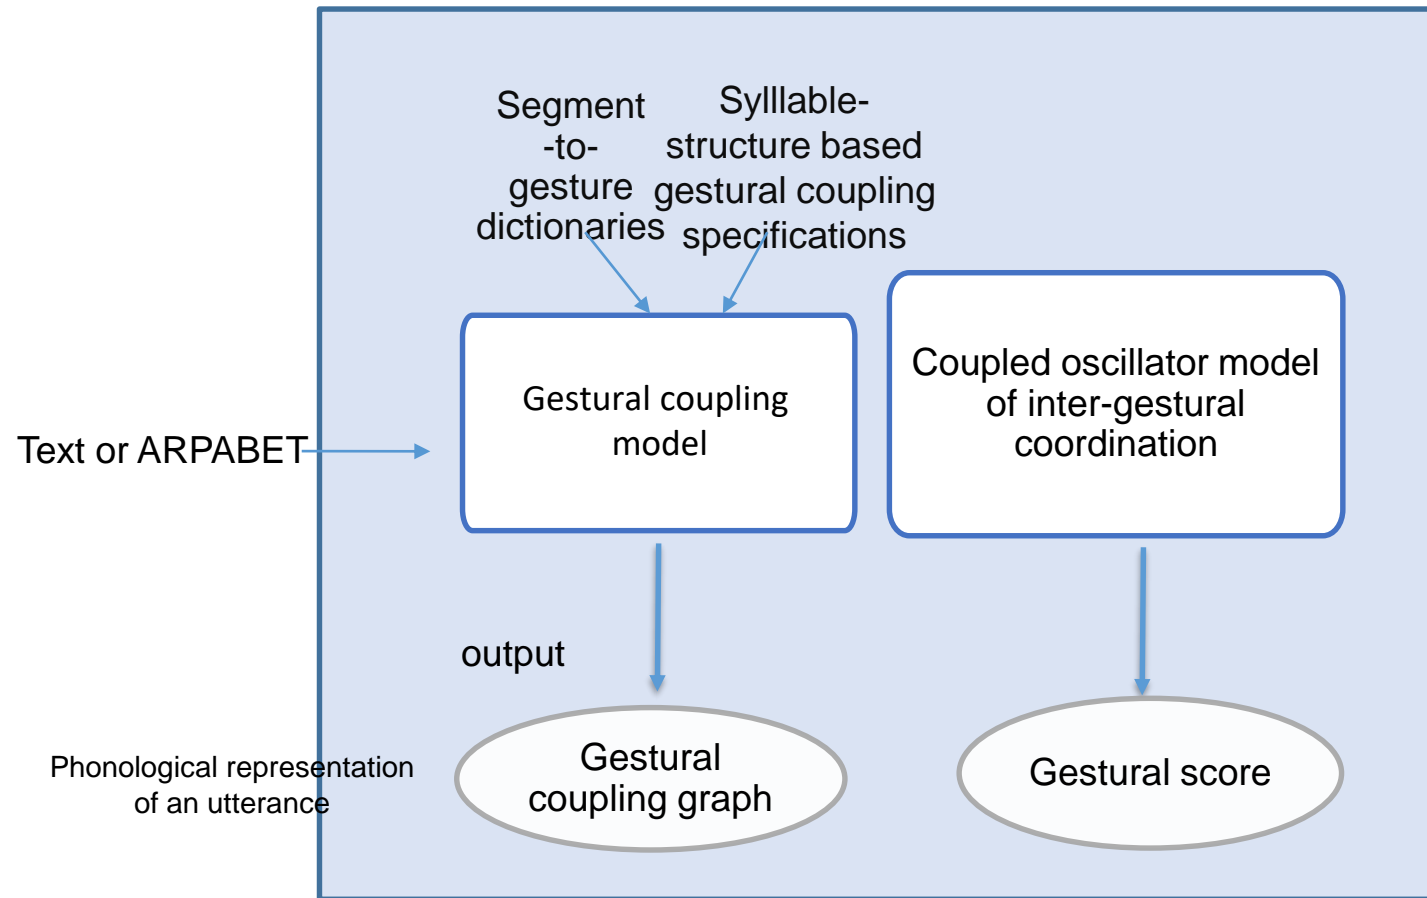 Segment
-to-
gesture
dictionaries
Sylllable-
structure based
gestural coupling
specifications
Text or ARPABET
Gestural coupling
model
Coupled oscillator model
of inter-gestural
coordination
output
Phonological representation
of an utterance
Gestural
coupling graph
Gestural score